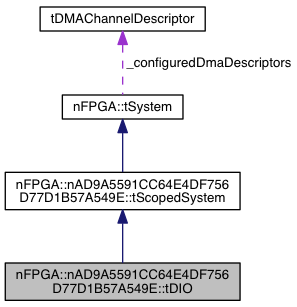 tDMAChannelDescriptor
_configuredDmaDescriptors
nFPGA::tSystem
nFPGA::nAD9A5591CC64E4DF756
D77D1B57A549E::tScopedSystem
nFPGA::nAD9A5591CC64E4DF756
D77D1B57A549E::tDIO